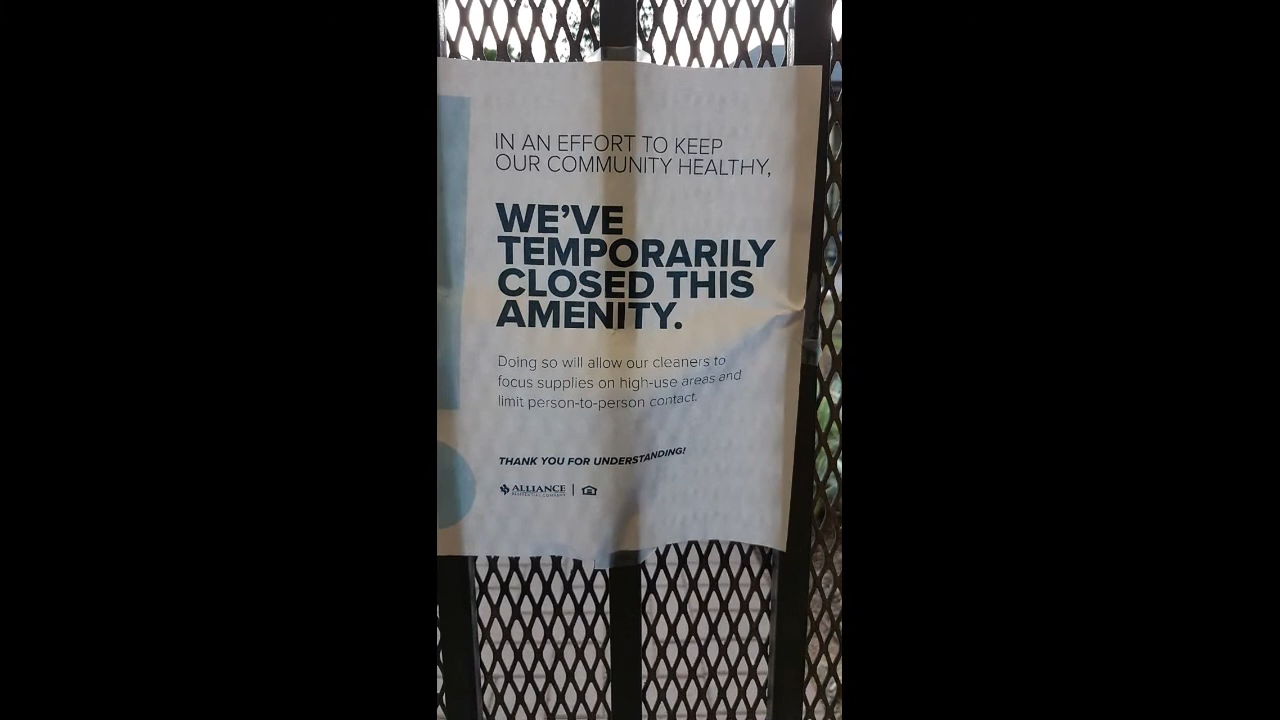 IN AN EFFORT TO KEEP
OUR COMMUNITY HEALTHY,
WE'VE
TEMPORARILY
CLOSED THIS
AMENITY.
Doing so will allow our cleaners to
focus supplies on high-use areas and
limit person-to-person contact.
THANK YOU FOR UNDERSTANDING!
ALLIANCE
RESIDENTIAL COMPANY